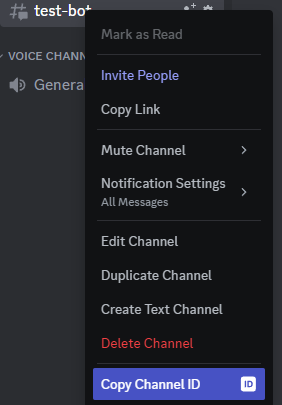 test-bot
Mark as Read
VOICE CHANN
Invite People
Genera
Copy Link
Mute Channel
Notification Settings
All Messages
Edit Channel
Duplicate Channel
Create Text Channel
Delete Channel
Copy Channel ID
ID